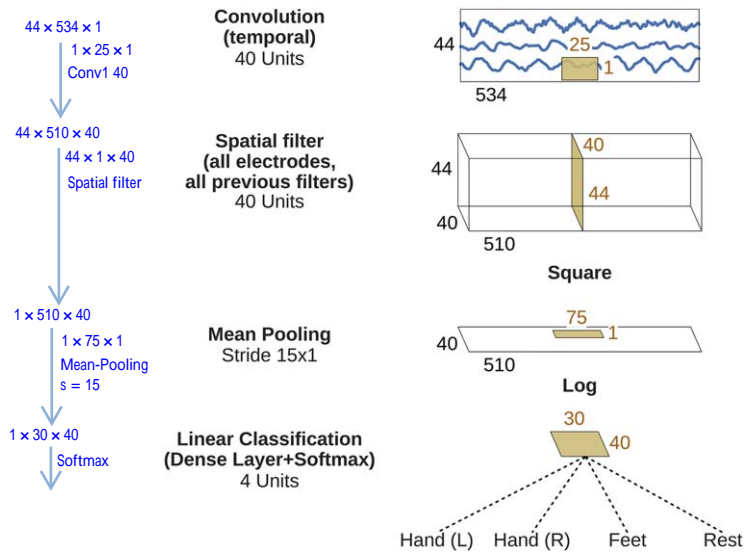 44 × 534 × 1
1 × 25 × 1
Conv1 40
44 × 510 × 40
44 × 1 × 40
Spatial filter
1 × 510 × 40
1 × 75 × 1
Mean-Pooling
s = 15
1 × 30 × 40
Softmax
Convolution
(temporal)
40 Units
Spatial filter
(all electrodes,
all previous filters)
40 Units
Mean Pooling
Stride 15x1
Linear Classification
(Dense Layer+Softmax)
4 Units
44
25
1
534
40
44
44
40
510
Square
75
1
40
510
Log
30
40
Hand (L) Hand (R) Feet Rest